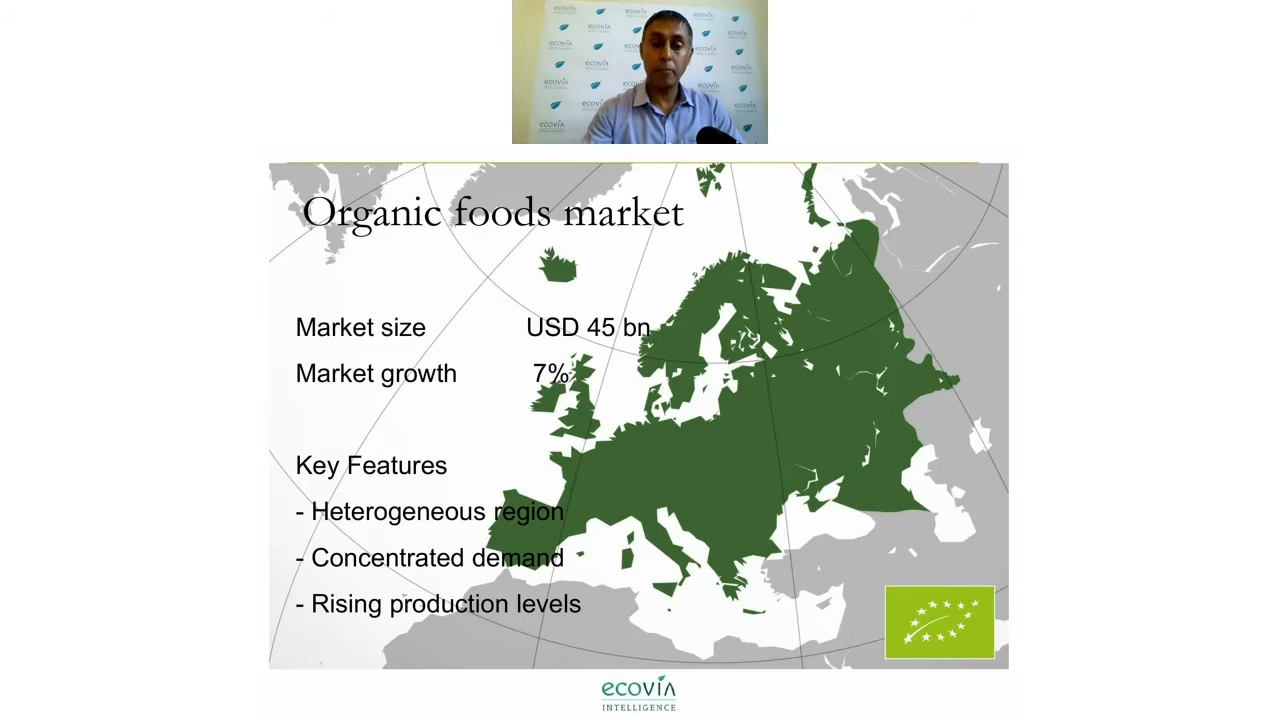 Organic foods market
Market size USD 45 bn
Market growth 7%
Key Features
- Heterogeneous region
- Concentrated demand
- Rising production levels
ecovia
INTELLIGENCE